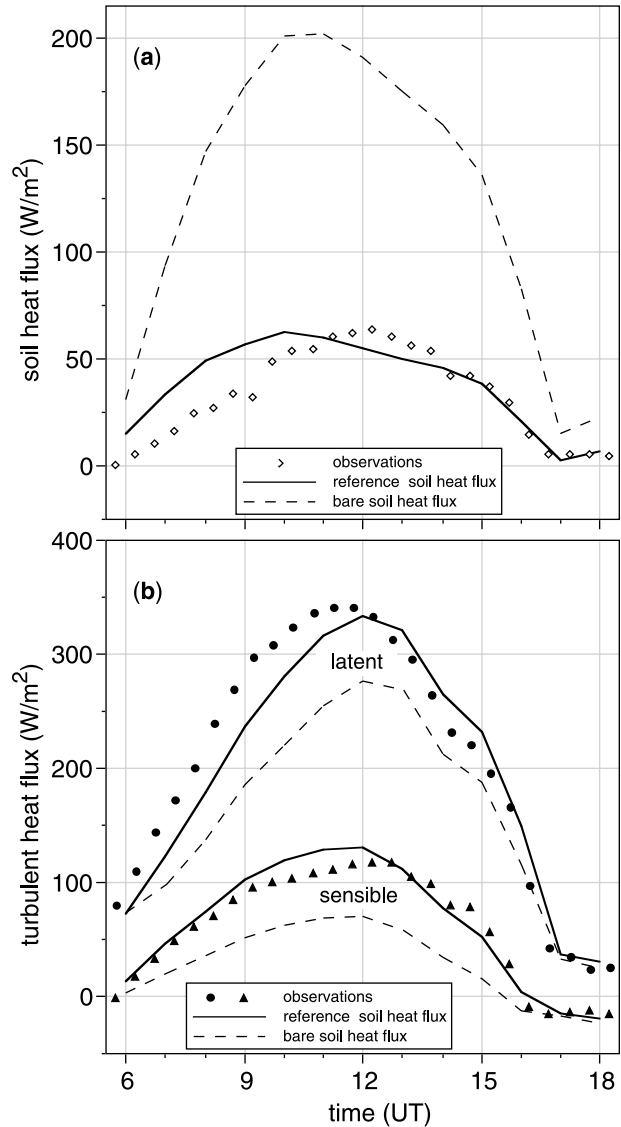 (a)
200
150
100
50
0
soil heat flux (W/m²)
observations
reference soil heat flux
bare soil heat flux
(b)
400
300
200
100
0
turbulent heat flux (W/m²)
latent
sensible
observations
reference soil heat flux
bare soil heat flux
6 9 12 15 18
time (UT)